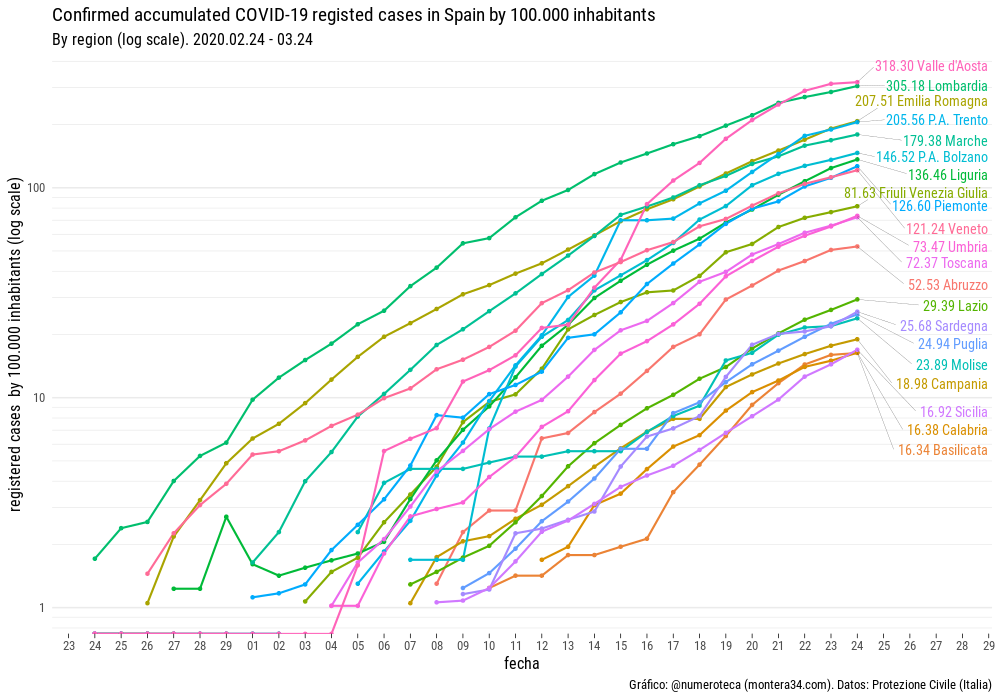 Confirmed accumulated COVID-19 registed cases in Spain by 100.000 inhabitants
By region (log scale). 2020.02.24 - 03.24
registered cases by 100.000 inhabitants (log scale)
100
10
1
318.30 Valle d'Aosta
305.18 Lombardia
207.51 Emilia Romagna
205.56 P.A. Trento
179.38 Marche
146.52 P.A. Bolzano
136.46 Liguria
81.63 Friuli Venezia Giulia
126.60 Piemonte
121.24 Veneto
73.47 Umbria
72.37 Toscana
52.53 Abruzzo
29.39 Lazio
25.68 Sardegna
24.94 Puglia
23.89 Molise
18.98 Campania
16.92 Sicilia
16.38 Calabria
16.34 Basilicata
23 24 25 26 27 28 29 01 02 03 04 05 06 07 08 09 10 11 12 13 14 15 16 17 18 19 20 21 22 23 24 25 26 27 28 29
fecha
Gráfico: @numeroteca (montera34.com). Datos: Protezione Civile (Italia)